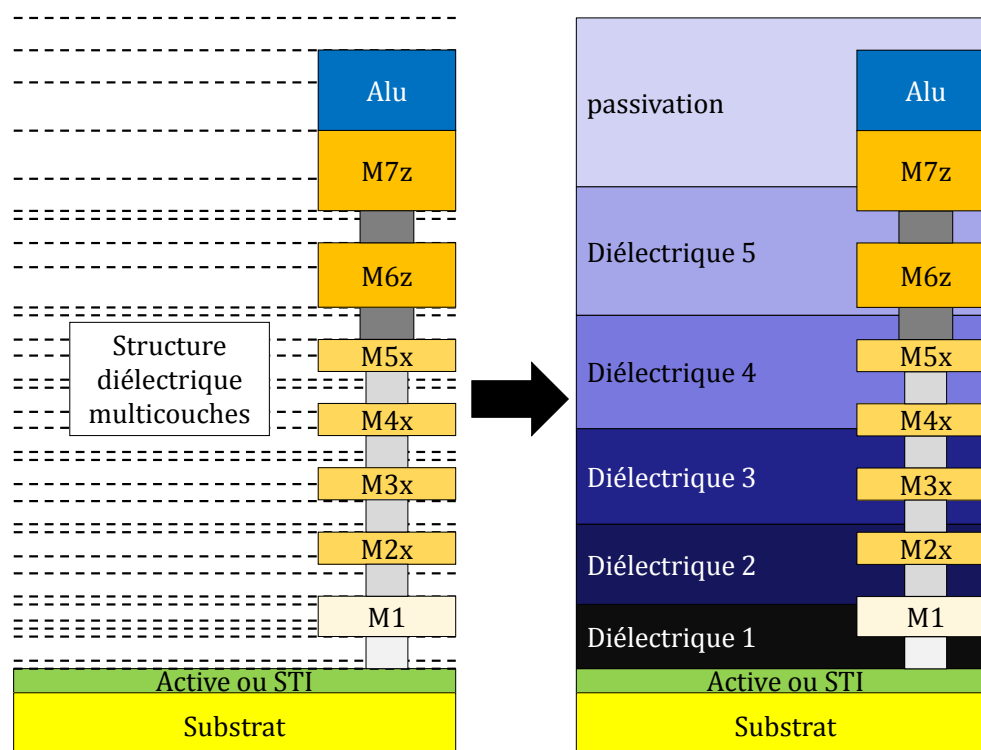 Alu
M7z
M6z
Structure
diélectrique
multicouches
M5x
M4x
M3x
M2x
M1
Active ou STI
Substrat
passivation
Alu
M7z
Diélectrique 5
M6z
Diélectrique 4
M5x
M4x
Diélectrique 3
M3x
Diélectrique 2
M2x
Diélectrique 1
M1
Active ou STI
Substrat